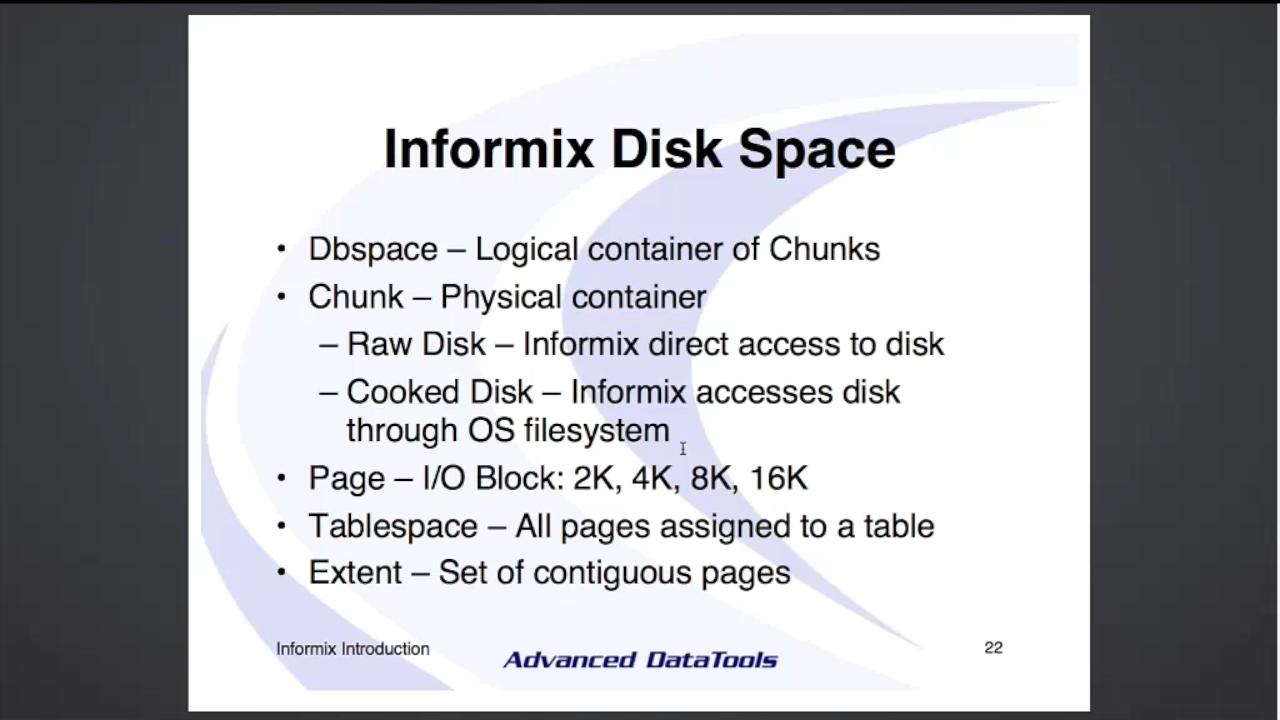 Informix Disk Space
• Dbspace – Logical container of Chunks
• Chunk – Physical container
– Raw Disk – Informix direct access to disk
– Cooked Disk – Informix accesses disk
through OS filesystem
• Page – I/O Block: 2K, 4K, 8K, 16K
• Tablespace – All pages assigned to a table
• Extent – Set of contiguous pages
Informix Introduction
Advanced DataTools
22